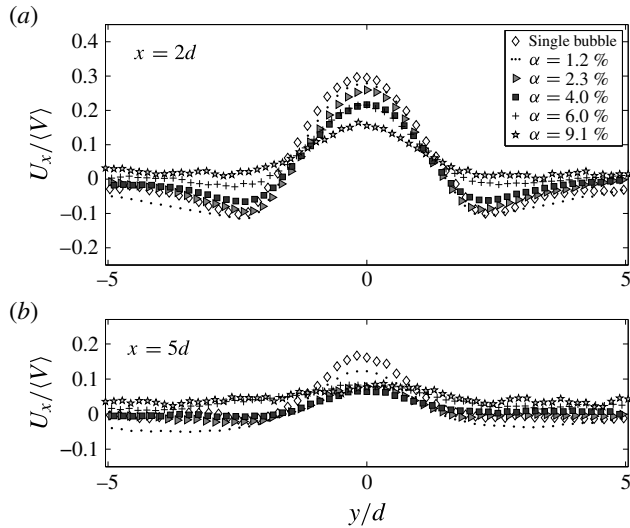 (a)
0.4
0.3
0.2
0.1
0
−0.1
−0.2
U_x/⟨V⟩
x = 2d
Single bubble
α = 1.2 %
α = 2.3 %
α = 4.0 %
α = 6.0 %
α = 9.1 %
−5 0 5
(b)
0.2
0.1
0
−0.1
U_x/⟨V⟩
x = 5d
−5 0 5
y/d